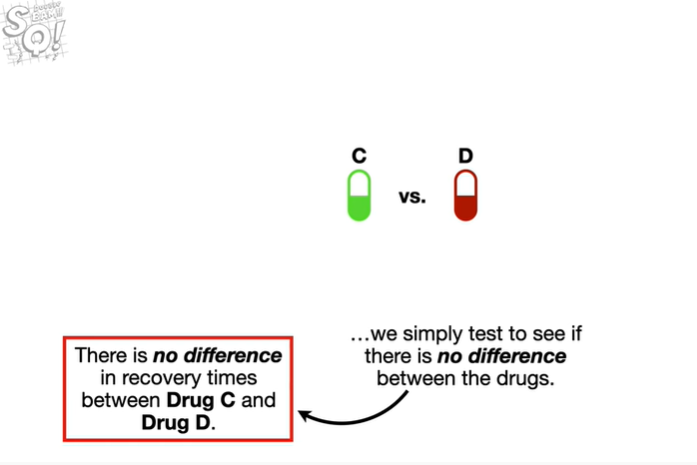 C
D
vs.
...we simply test to see if
there is no difference
between the drugs.
There is no difference
in recovery times
between Drug C and
Drug D.